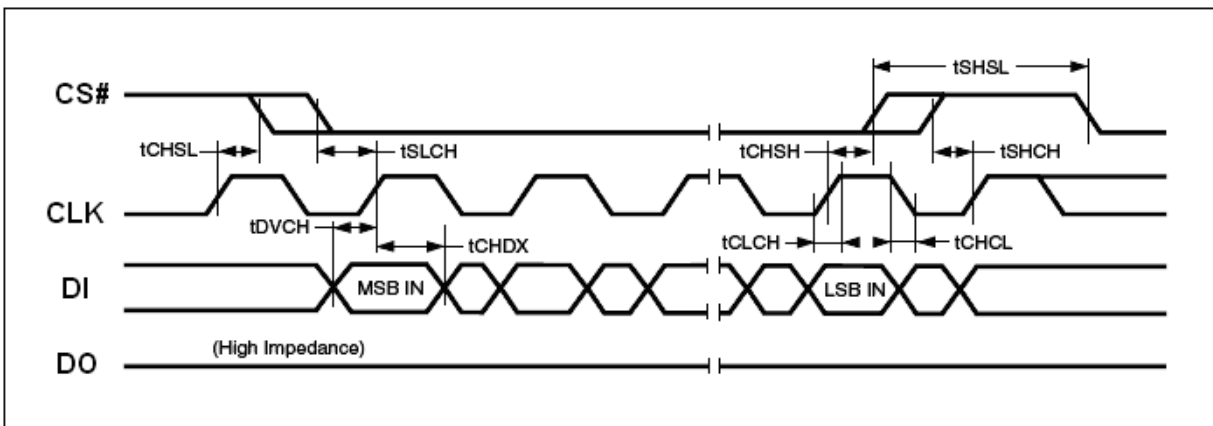 tSHSL
CS#
tCHSL
tSLCH
tCHSH
tSHCH
CLK
tDVCH
tCHDX
tCLCH
tCHCL
DI
MSB IN
LSB IN
(High Impedance)
DO